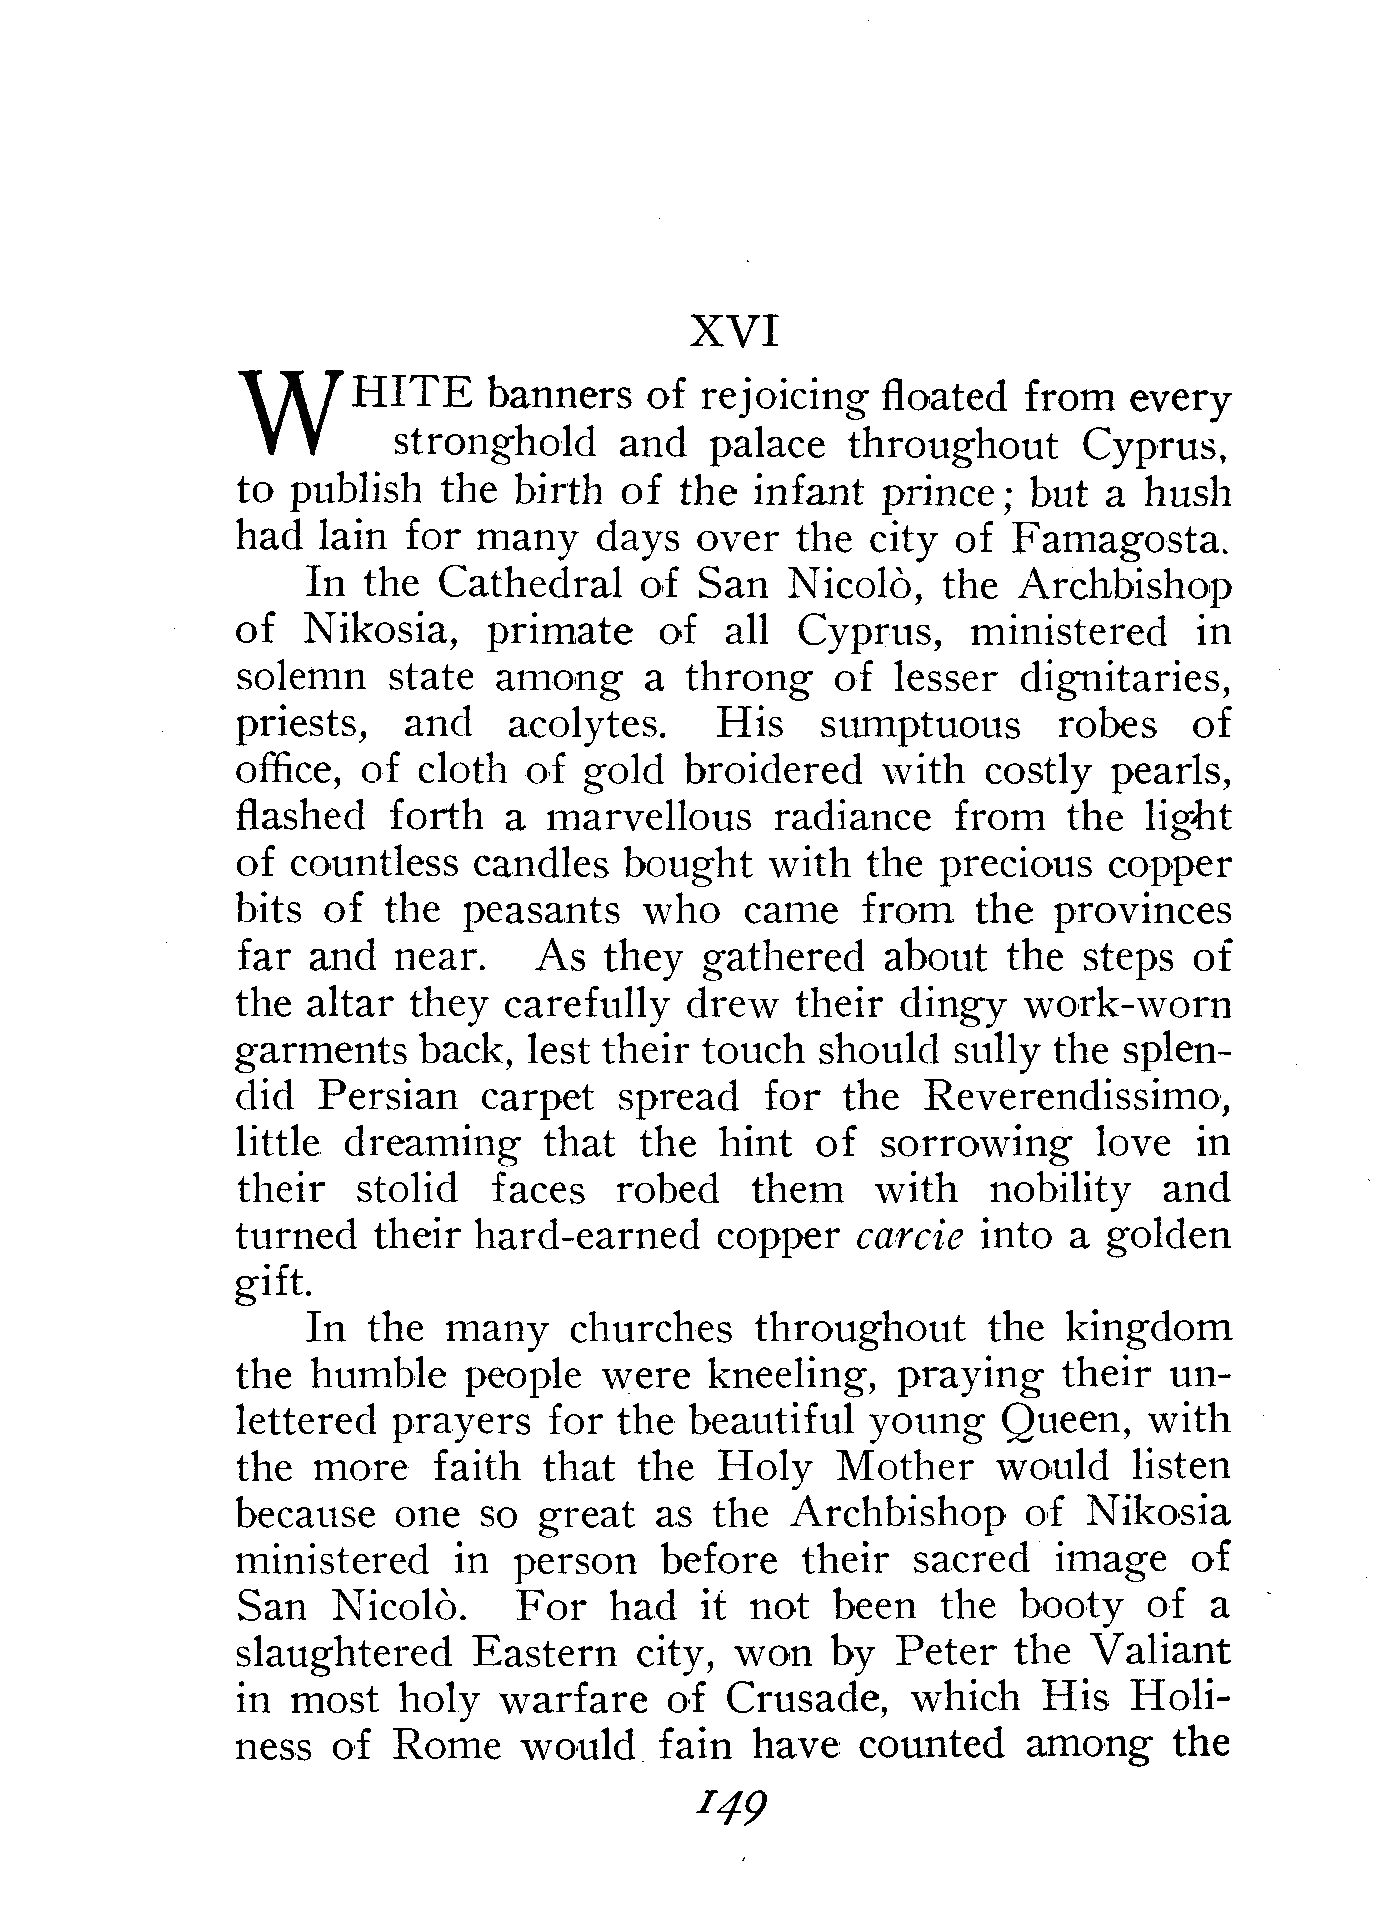 XVI
WHITE banners of rejoicing floated from every
stronghold and palace throughout Cyprus,
to publish the birth of the infant prince; but a hush
had lain for many days over the city of Famagosta.
In the Cathedral of San Nicolò, the Archbishop
of Nikosia, primate of all Cyprus, ministered in
solemn state among a throng of lesser dignitaries,
priests, and acolytes. His sumptuous robes of
office, of cloth of gold broidered with costly pearls,
flashed forth a marvellous radiance from the light
of countless candles bought with the precious copper
bits of the peasants who came from the provinces
far and near. As they gathered about the steps of
the altar they carefully drew their dingy work-worn
garments back, lest their touch should sully the splen-
did Persian carpet spread for the Reverendissimo,
little dreaming that the hint of sorrowing love in
their stolid faces robed them with nobility and
turned their hard-earned copper carcie into a golden
gift.
In the many churches throughout the kingdom
the humble people were kneeling, praying their un-
lettered prayers for the beautiful young Queen, with
the more faith that the Holy Mother would listen
because one so great as the Archbishop of Nikosia
ministered in person before their sacred image of
San Nicolò. For had it not been the booty of a
slaughtered Eastern city, won by Peter the Valiant
in most holy warfare of Crusade, which His Holi-
ness of Rome would fain have counted among the
149